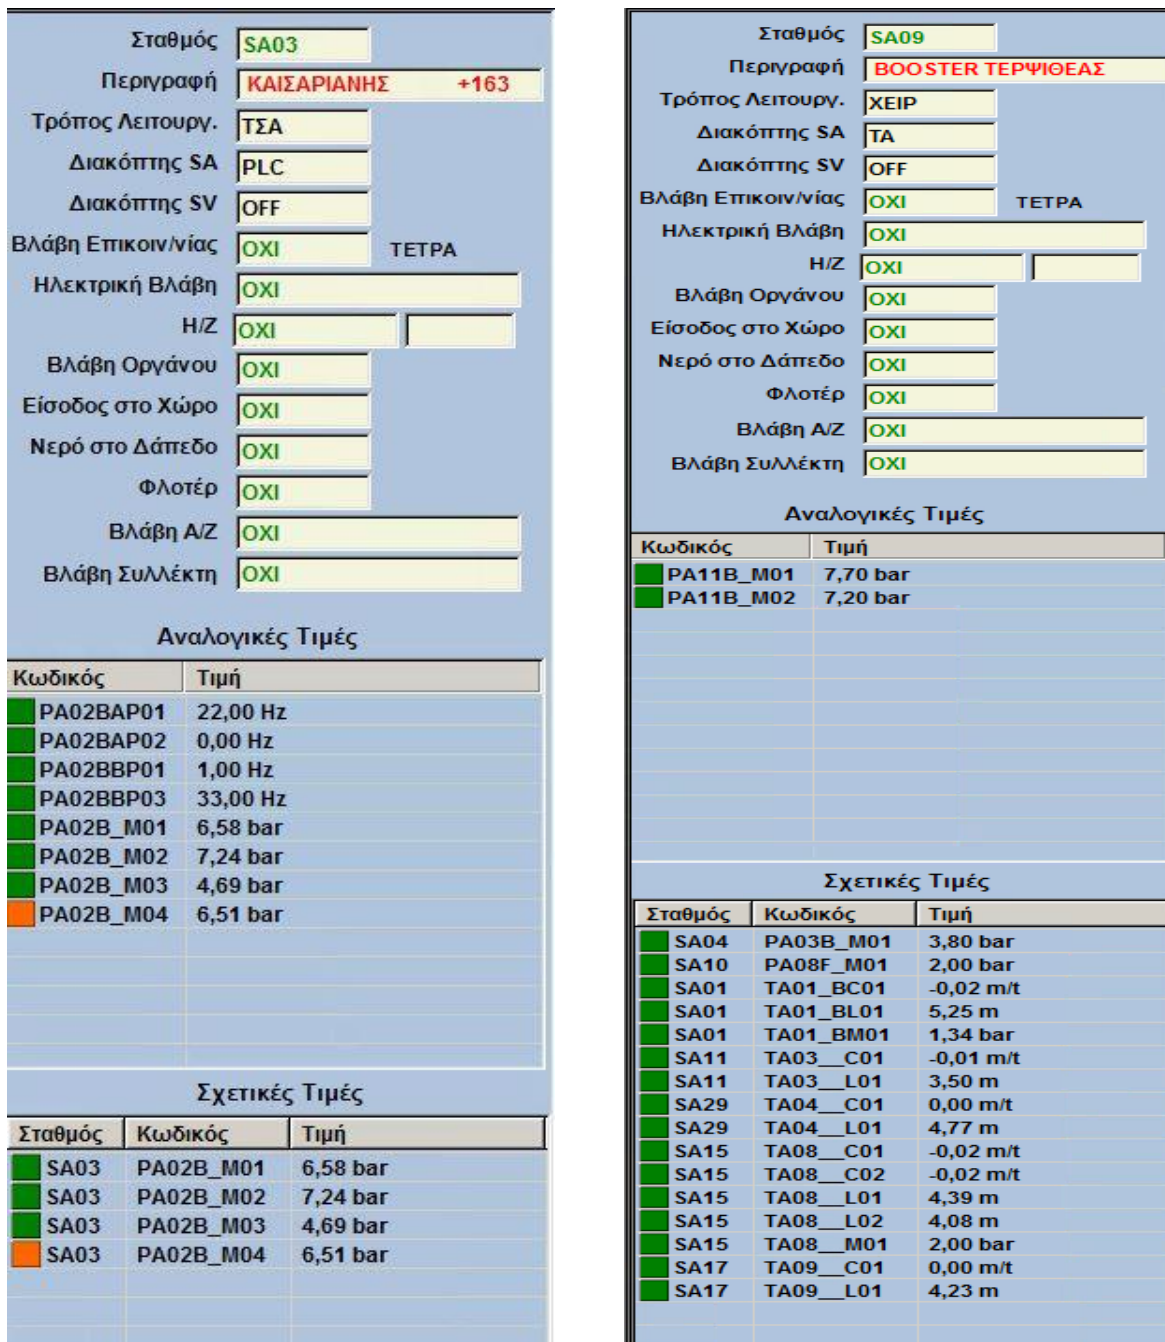 Σταθμός SA03
Περιγραφή ΚΑΙΣΑΡΙΑΝΗΣ +163
Τρόπος Λειτουργ. ΤΣΑ
Διακόπτης SA PLC
Διακόπτης SV OFF
Βλάβη Επικοιν/νίας ΟΧΙ ΤΕΤΡΑ
Ηλεκτρική Βλάβη ΟΧΙ
Η/Ζ ΟΧΙ
Βλάβη Οργάνου ΟΧΙ
Είσοδος στο Χώρο ΟΧΙ
Νερό στο Δάπεδο ΟΧΙ
Φλοτέρ ΟΧΙ
Βλάβη Α/Ζ ΟΧΙ
Βλάβη Συλλέκτη ΟΧΙ
Αναλογικές Τιμές
Κωδικός Τιμή
PA02BAP01 22,00 Hz
PA02BAP02 0,00 Hz
PA02BBP01 1,00 Hz
PA02BBP03 33,00 Hz
PA02B_M01 6,58 bar
PA02B_M02 7,24 bar
PA02B_M03 4,69 bar
PA02B_M04 6,51 bar
Σχετικές Τιμές
Σταθμός Κωδικός Τιμή
SA03 PA02B_M01 6,58 bar
SA03 PA02B_M02 7,24 bar
SA03 PA02B_M03 4,69 bar
SA03 PA02B_M04 6,51 bar
Σταθμός SA09
Περιγραφή BOOSTER ΤΕΡΨΙΘΕΑΣ
Τρόπος Λειτουργ. ΧΕΙΡ
Διακόπτης SA ΤΑ
Διακόπτης SV OFF
Βλάβη Επικοιν/νίας ΟΧΙ ΤΕΤΡΑ
Ηλεκτρική Βλάβη ΟΧΙ
Η/Ζ ΟΧΙ
Βλάβη Οργάνου ΟΧΙ
Είσοδος στο Χώρο ΟΧΙ
Νερό στο Δάπεδο ΟΧΙ
Φλοτέρ ΟΧΙ
Βλάβη Α/Ζ ΟΧΙ
Βλάβη Συλλέκτη ΟΧΙ
Αναλογικές Τιμές
Κωδικός Τιμή
PA11B_M01 7,70 bar
PA11B_M02 7,20 bar
Σχετικές Τιμές
Σταθμός Κωδικός Τιμή
SA04 PA03B_M01 3,80 bar
SA10 PA08F_M01 2,00 bar
SA01 TA01_BC01 -0,02 m/t
SA01 TA01_BL01 5,25 m
SA01 TA01_BM01 1,34 bar
SA11 TA03__C01 -0,01 m/t
SA11 TA03__L01 3,50 m
SA29 TA04__C01 0,00 m/t
SA29 TA04__L01 4,77 m
SA15 TA08__C01 -0,02 m/t
SA15 TA08__C02 -0,02 m/t
SA15 TA08__L01 4,39 m
SA15 TA08__L02 4,08 m
SA15 TA08__M01 2,00 bar
SA17 TA09__C01 0,00 m/t
SA17 TA09__L01 4,23 m